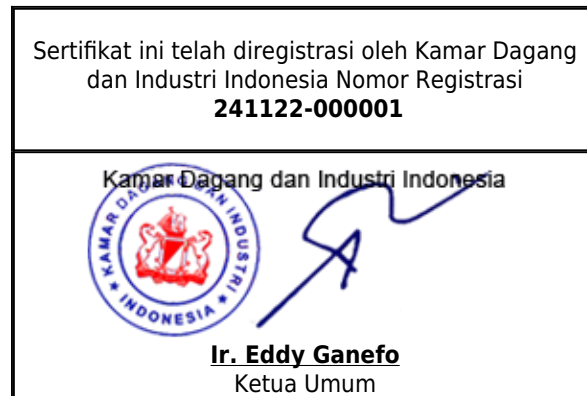 Sertifikat ini telah diregistrasi oleh Kamar Dagang
dan Industri Indonesia Nomor Registrasi
241122-000001
Kamar Dagang dan Industri Indonesia
KAMAR DAGANG DAN INDUSTRI
INDONESIA
Ir. Eddy Ganefo
Ketua Umum